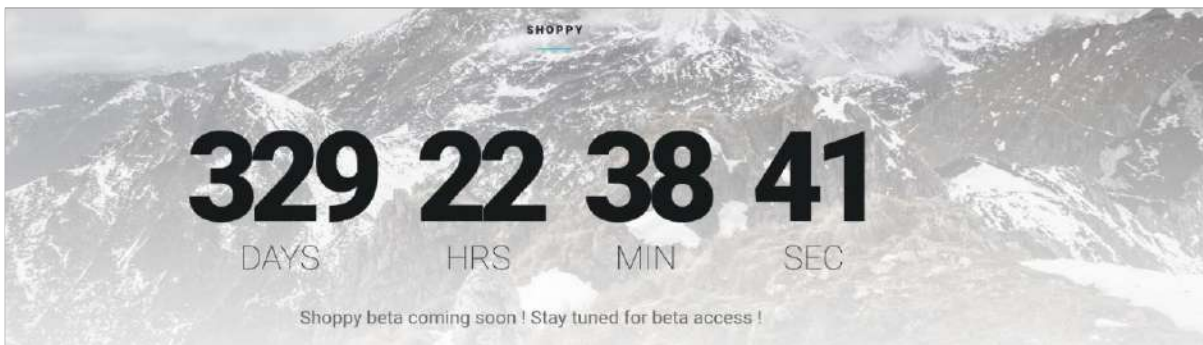 SHOPPY
329 22 38 41
DAYS HRS MIN SEC
Shoppy beta coming soon ! Stay tuned for beta access !